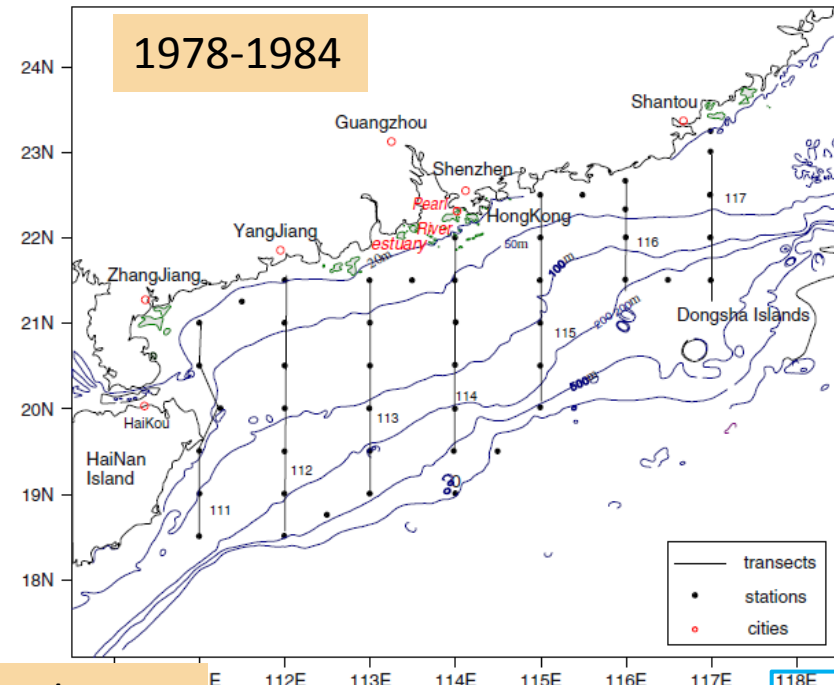 1978-1984
24N
23N
22N
21N
20N
19N
18N
Shantou
Guangzhou
Shenzhen
Pearl
River
estuary
HongKong
YangJiang
ZhangJiang
20m
50m
100m
200
200m
500m
117
116
115
114
113
112
111
Dongsha Islands
HaiKou
HaiNan
Island
transects
stations
cities
E
112E
113E
114E
115E
116E
117E
118E